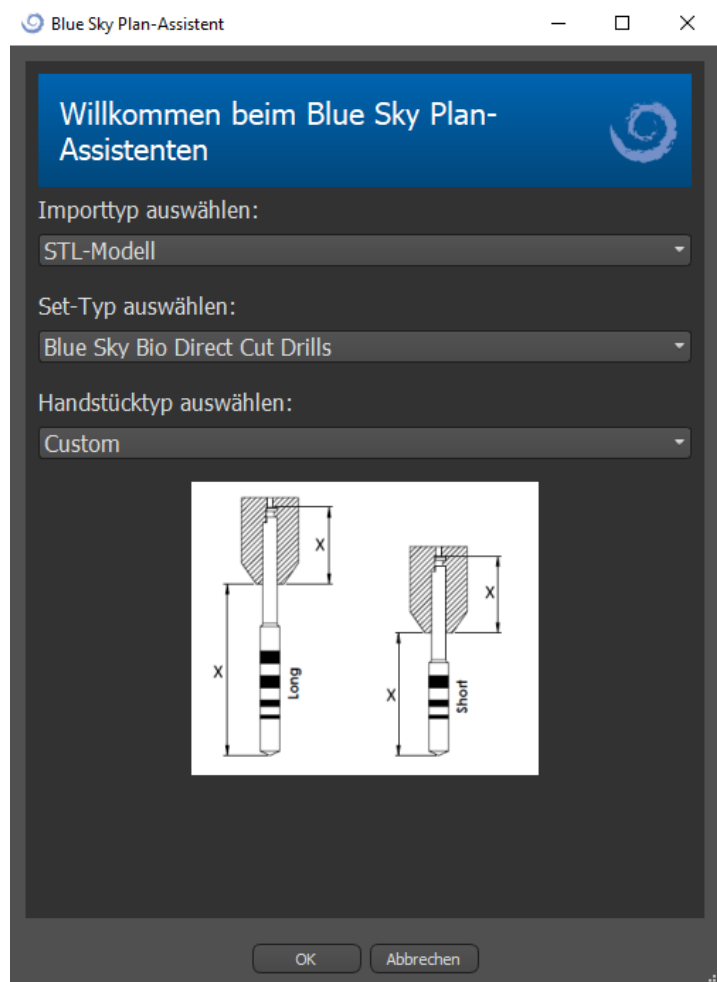 Blue Sky Plan-Assistent
Willkommen beim Blue Sky Plan-
Assistenten
Importtyp auswählen:
STL-Modell
Set-Typ auswählen:
Blue Sky Bio Direct Cut Drills
Handstücktyp auswählen:
Custom
X
X
X
X
Long
Short
OK
Abbrechen